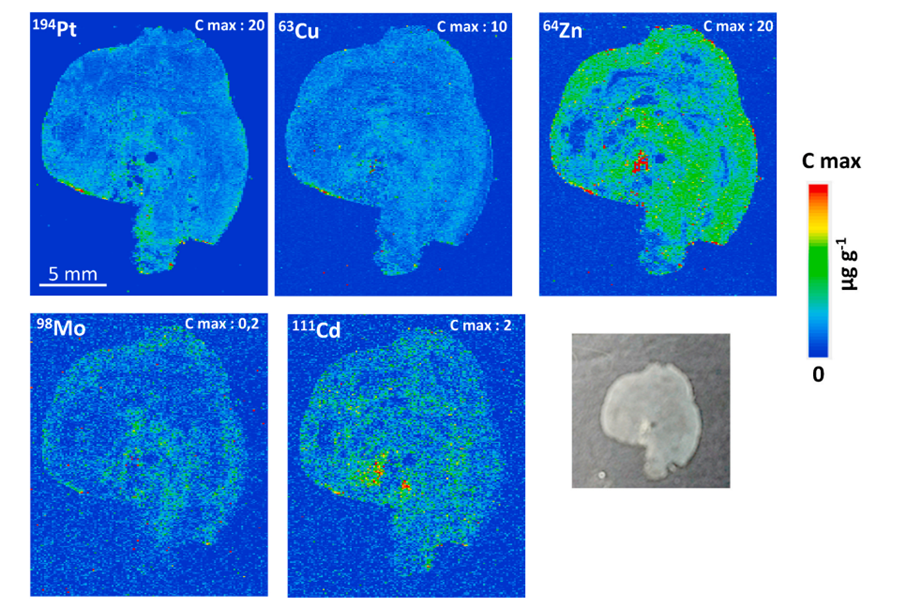 ¹⁹⁴Pt C max : 20
⁶³Cu C max : 10
⁶⁴Zn C max : 20
5 mm
C max
µg g⁻¹
0
⁹⁸Mo C max : 0,2
¹¹¹Cd C max : 2